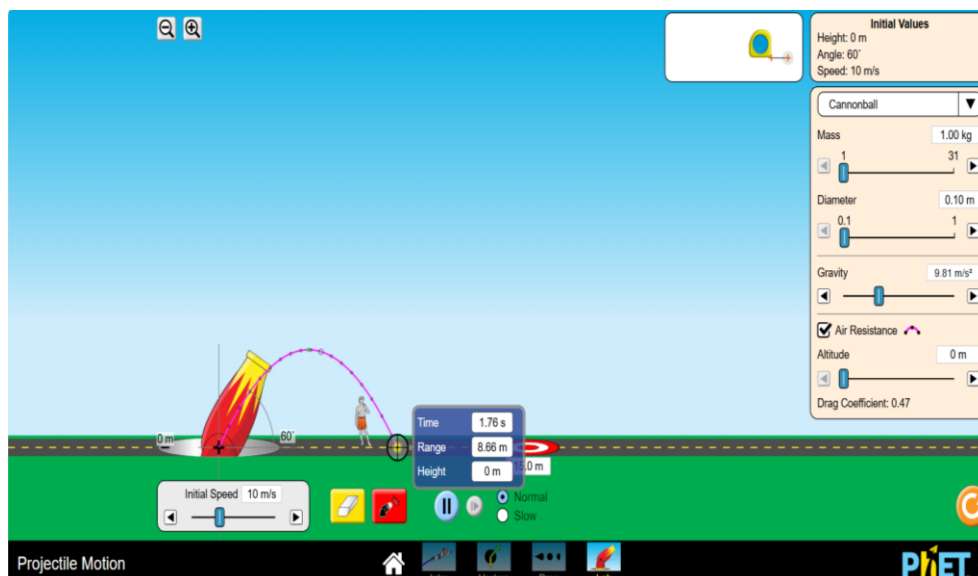 Initial Values
Height: 0 m
Angle: 60°
Speed: 10 m/s
Cannonball
Mass
1.00 kg
1
31
Diameter
0.10 m
0.1
1
Gravity
9.81 m/s²
Air Resistance
Altitude
0 m
Drag Coefficient: 0.47
0 m
60°
Time
1.76 s
Range
8.66 m
Height
0 m
15.0 m
Initial Speed
10 m/s
Normal
Slow
Projectile Motion
PhET